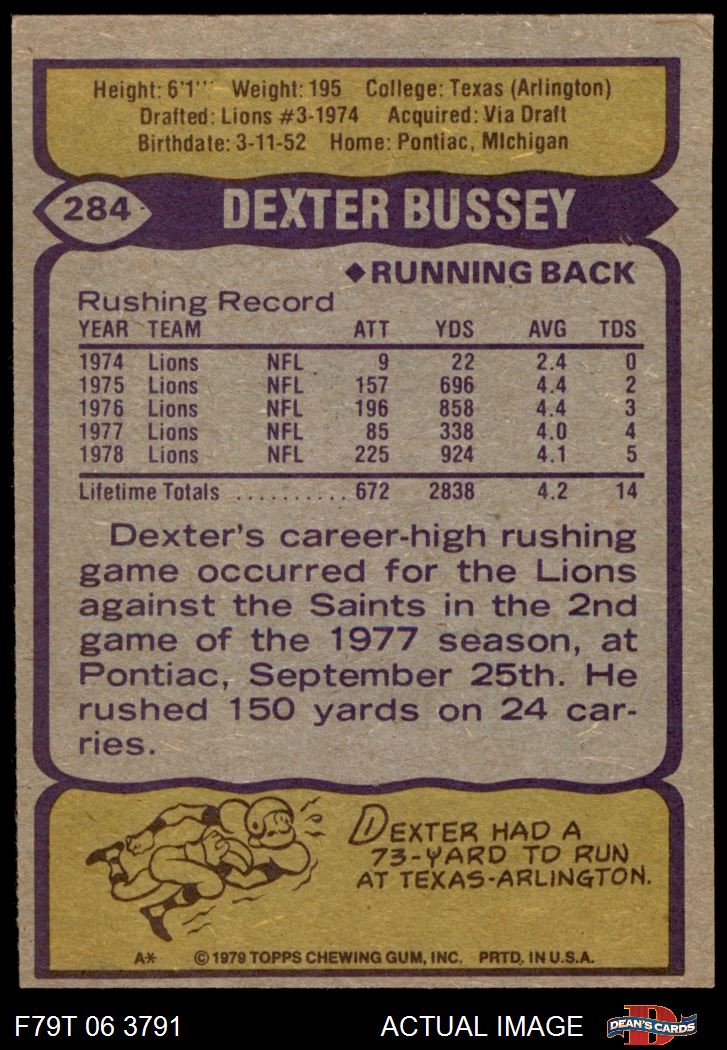 Height: 6'1''' Weight: 195 College: Texas (Arlington)
Drafted: Lions #3-1974 Acquired: Via Draft
Birthdate: 3-11-52 Home: Pontiac, MIchigan
284 DEXTER BUSSEY
◆RUNNING BACK
Rushing Record
YEAR TEAM ATT YDS AVG TDS
1974 Lions NFL 9 22 2.4 0
1975 Lions NFL 157 696 4.4 2
1976 Lions NFL 196 858 4.4 3
1977 Lions NFL 85 338 4.0 4
1978 Lions NFL 225 924 4.1 5
Lifetime Totals .......... 672 2838 4.2 14
Dexter's career-high rushing
game occurred for the Lions
against the Saints in the 2nd
game of the 1977 season, at
Pontiac, September 25th. He
rushed 150 yards on 24 car-
ries.
DEXTER HAD A
73-YARD TD RUN
AT TEXAS-ARLINGTON.
A* ©1979 TOPPS CHEWING GUM, INC. PRTD. IN U.S.A.
F79T 06 3791 ACTUAL IMAGE D DEAN'S CARDS